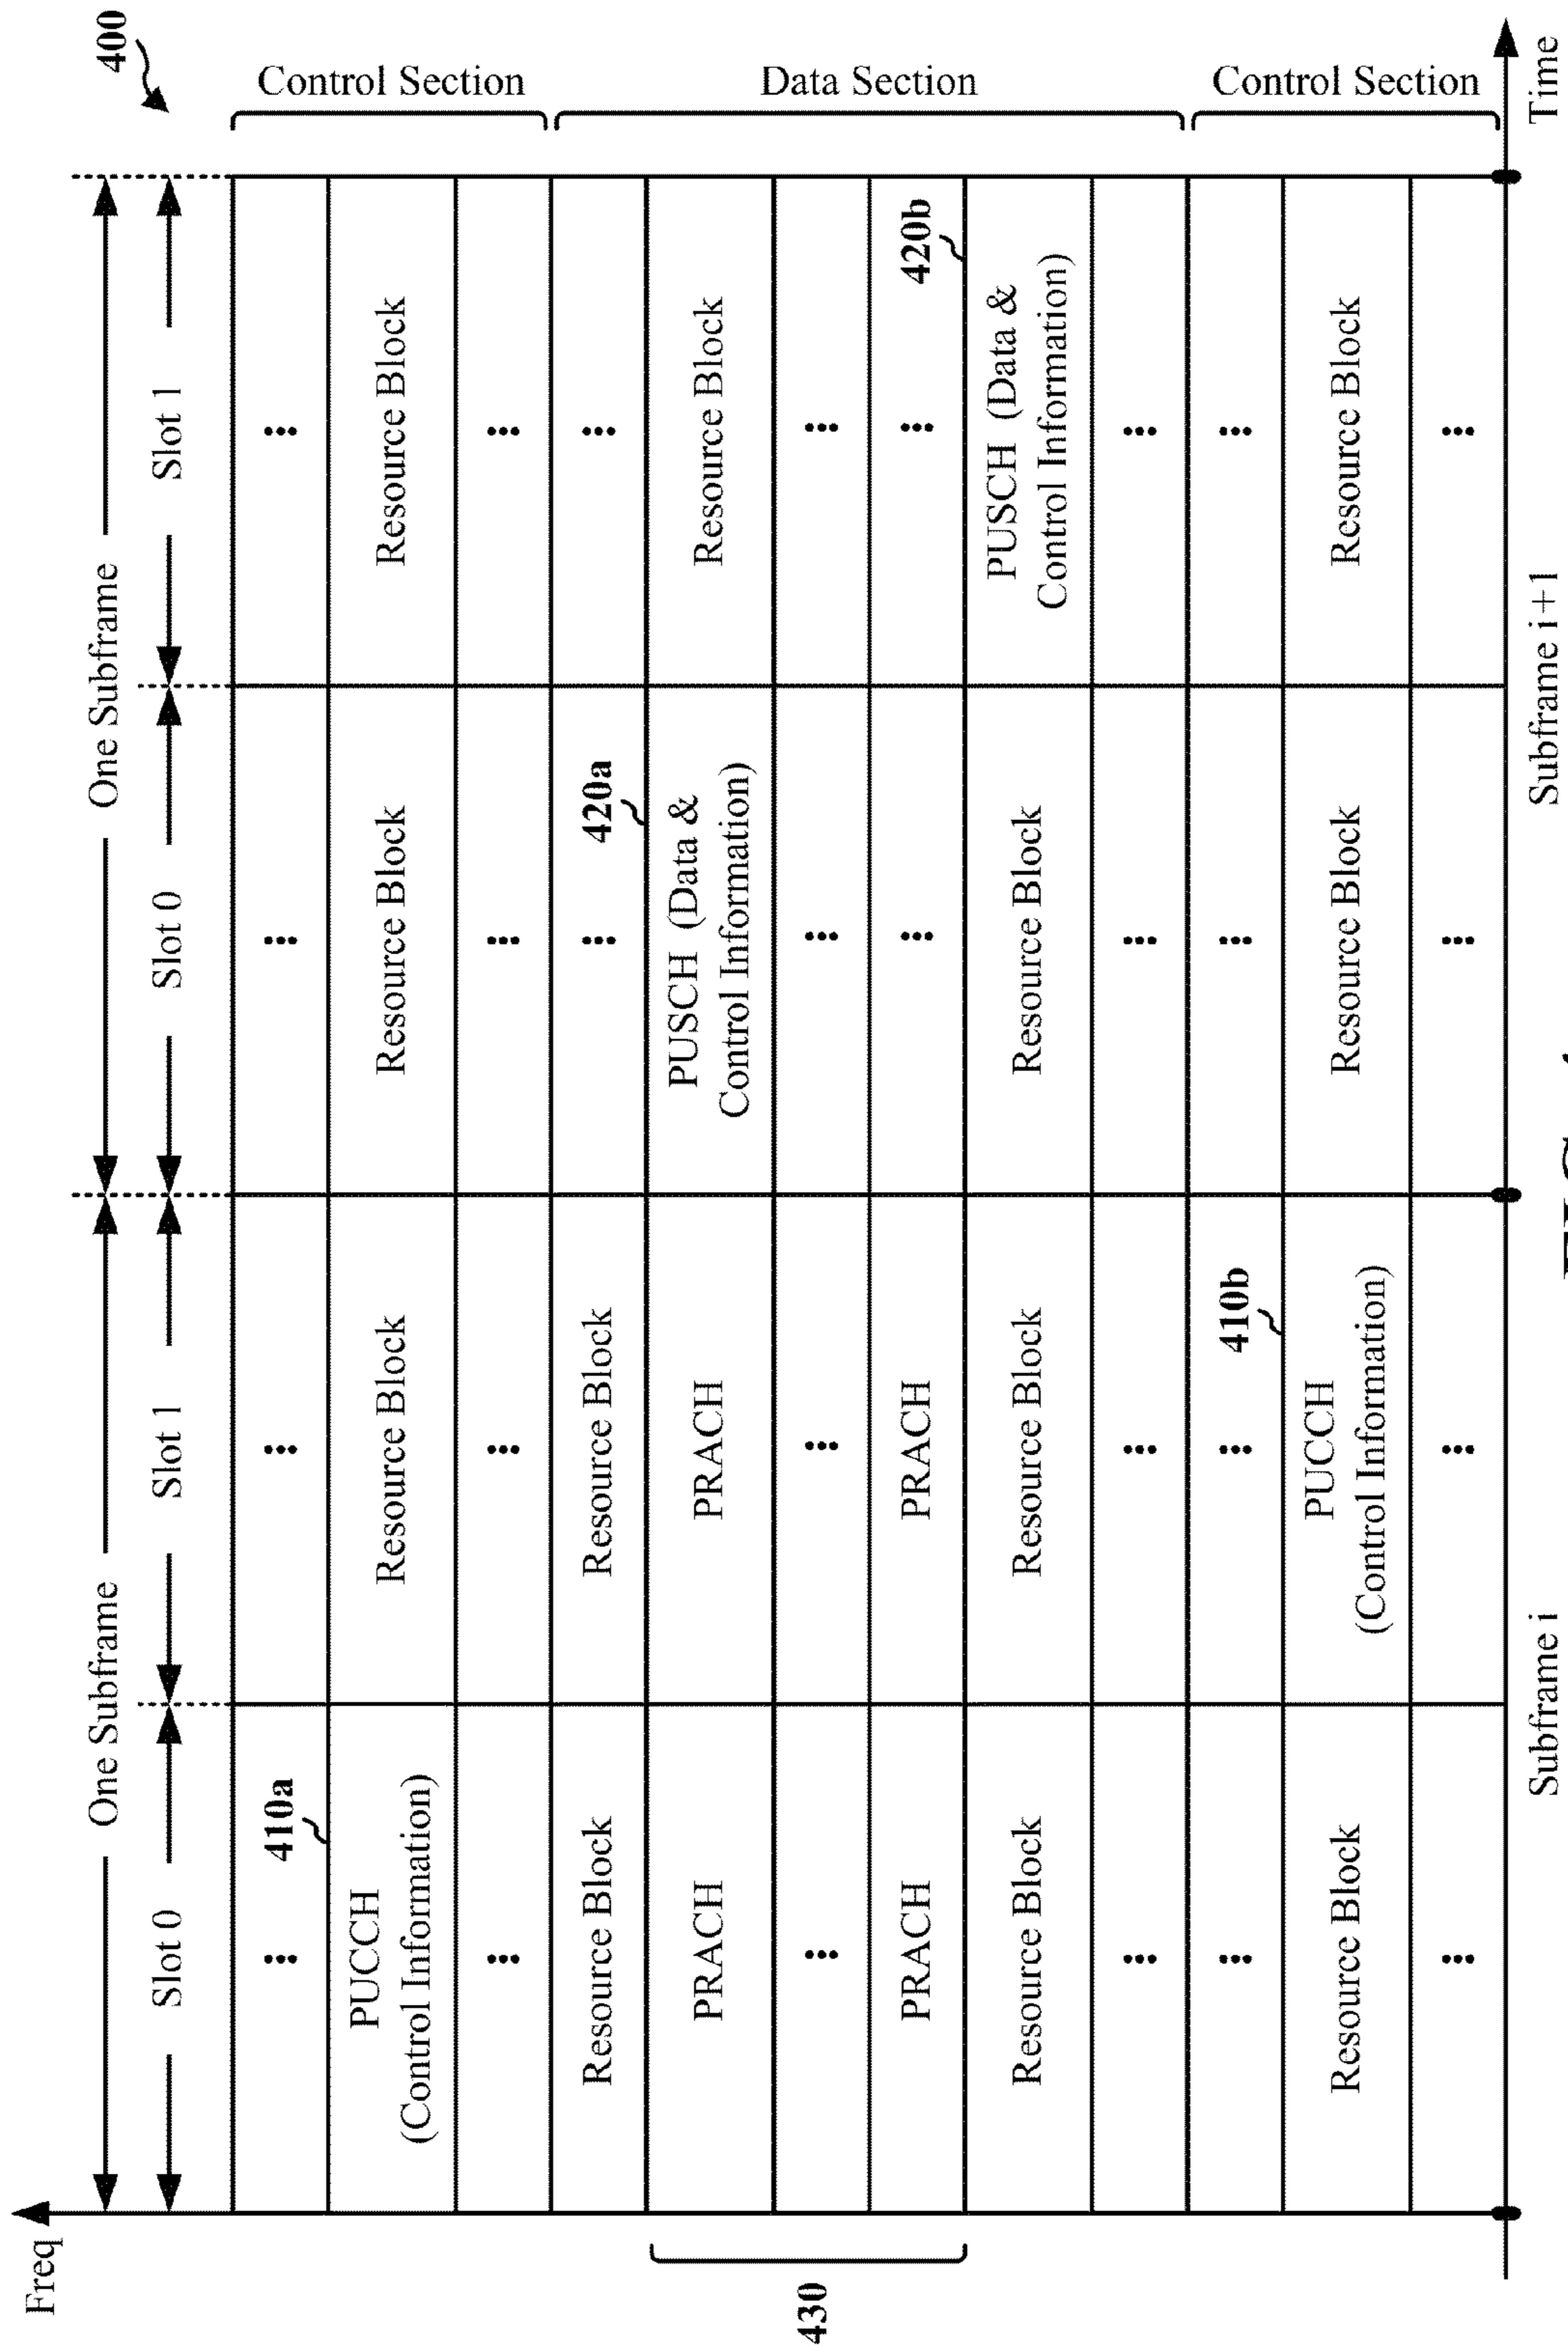 400
Freq
One Subframe
One Subframe
Slot 0
Slot 1
Slot 0
Slot 1
Control Section
Data Section
Control Section
410a
PUCCH
(Control Information)
Resource Block
Resource Block
Resource Block
Resource Block
Resource Block
420a
430
PRACH
PRACH
PUSCH (Data &
Control Information)
Resource Block
PRACH
PRACH
420b
Resource Block
Resource Block
Resource Block
PUSCH (Data &
Control Information)
410b
Resource Block
PUCCH
(Control Information)
Resource Block
Resource Block
Subframe i
Subframe i+1
Time